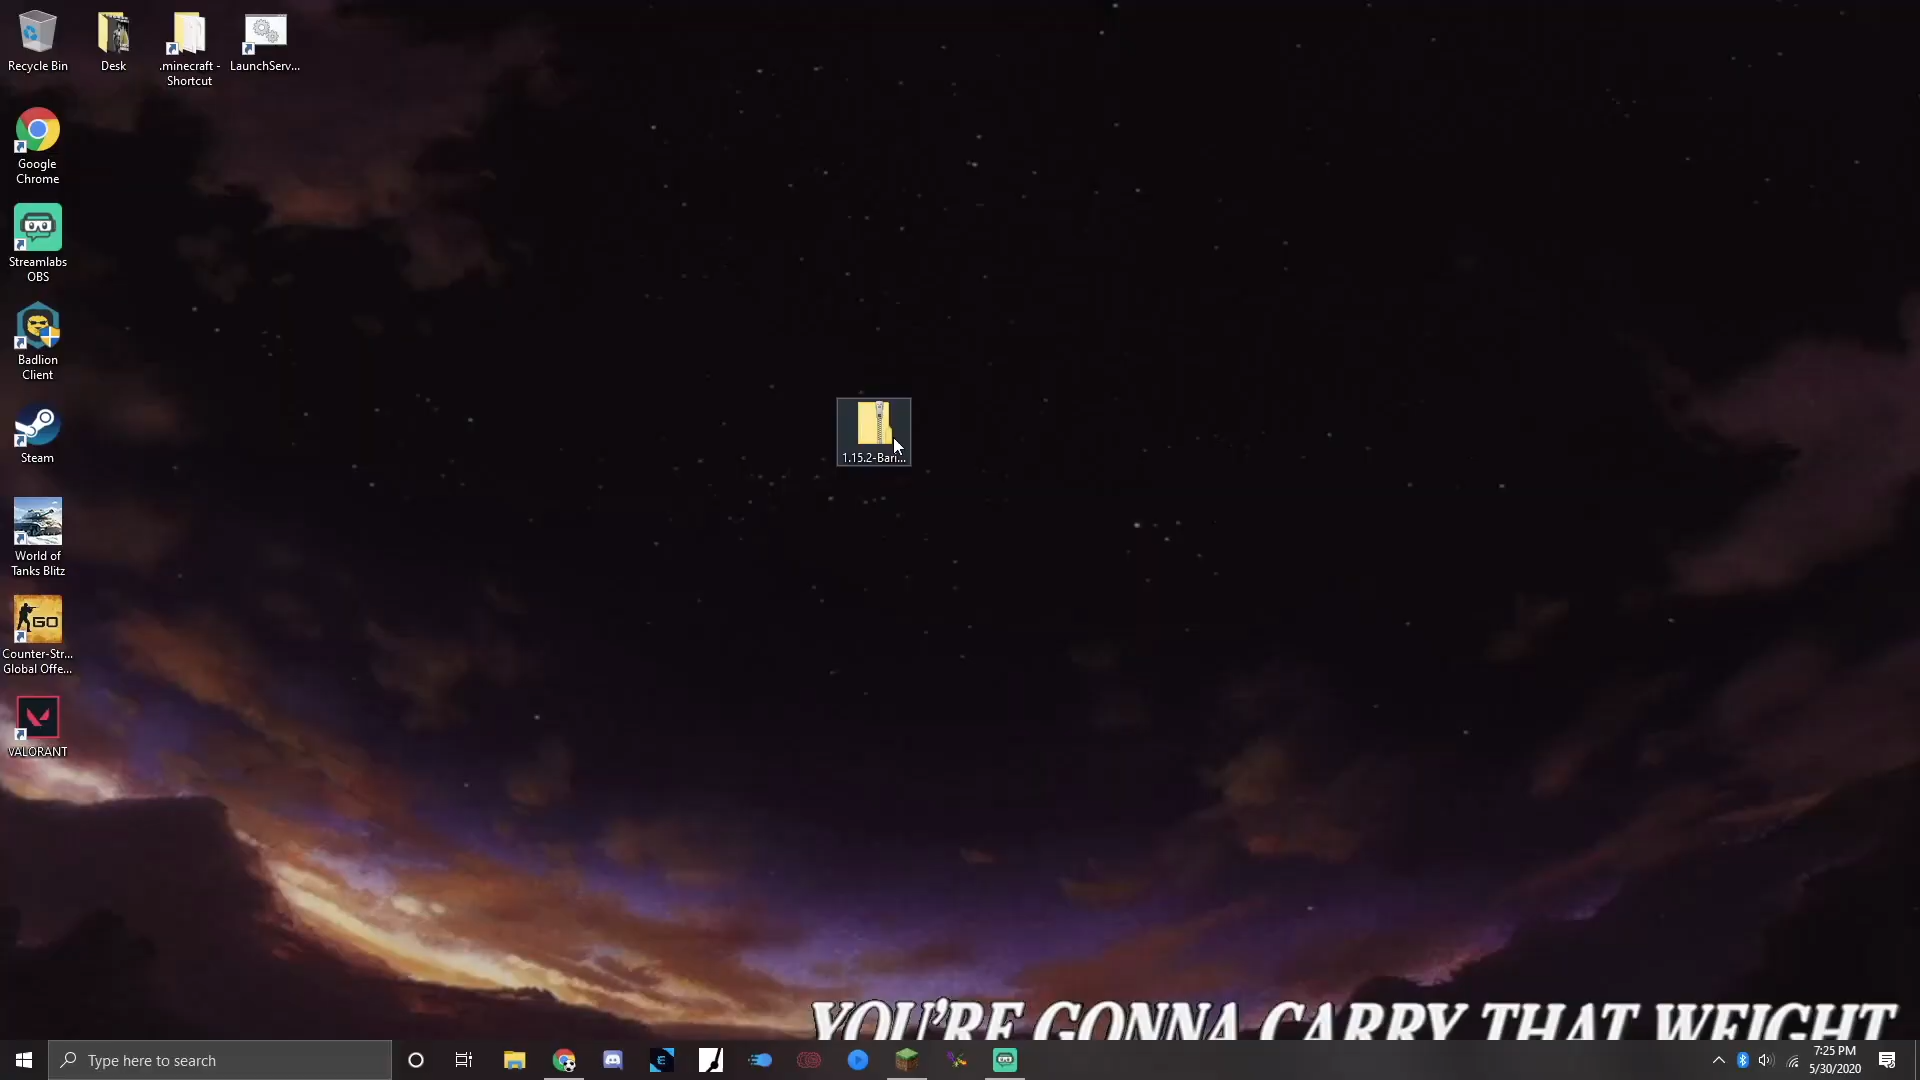 Recycle Bin
Desk
.minecraft -
Shortcut
LaunchServ...
Google
Chrome
Streamlabs
OBS
Badlion
Client
Steam
World of
Tanks Blitz
GO
Counter-Str...
Global Offe...
VALORANT
1.15.2-Bari...
YOU'RE GONNA CARRY THAT WEIGHT
Type here to search
7:25 PM
5/30/2020